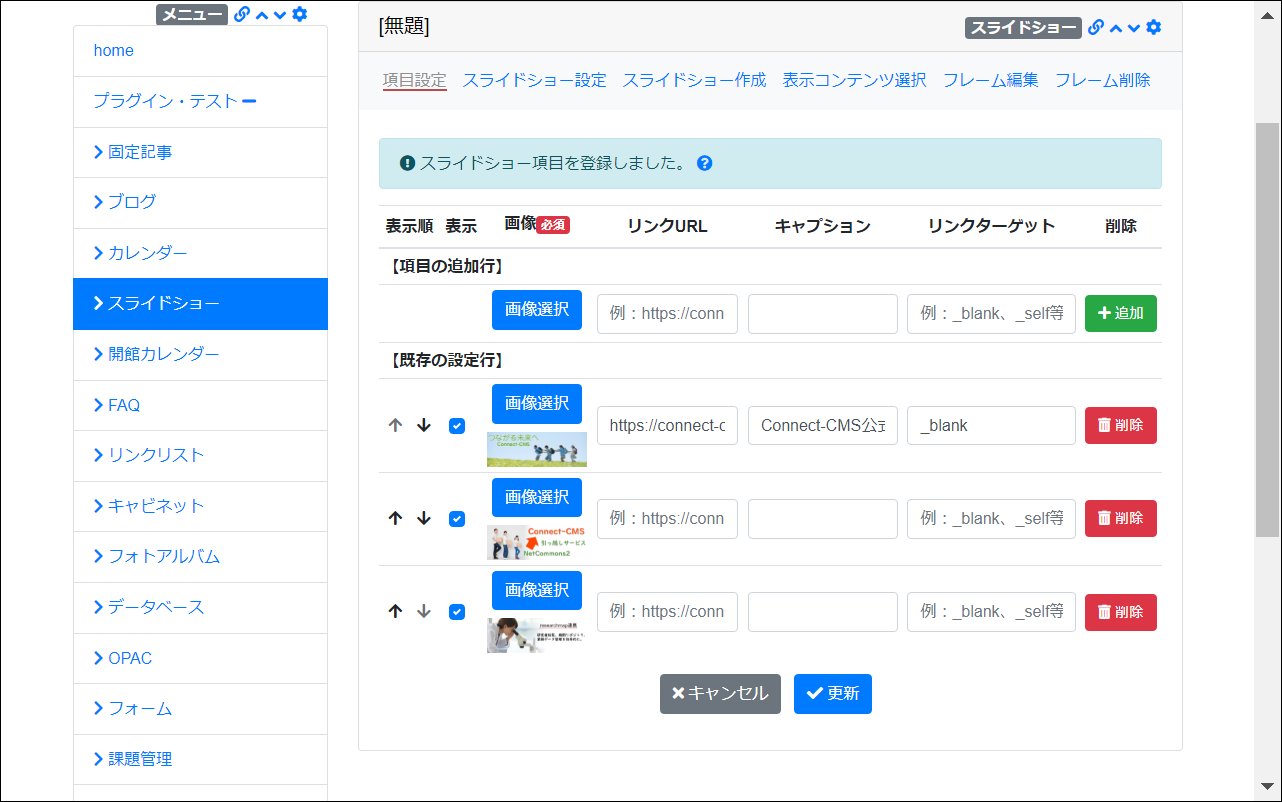 メニュー
home
プラグイン・テスト
固定記事
ブログ
カレンダー
スライドショー
開館カレンダー
FAQ
リンクリスト
キャビネット
フォトアルバム
データベース
OPAC
フォーム
課題管理
[無題]
スライドショー
項目設定 スライドショー設定 スライドショー作成 表示コンテンツ選択 フレーム編集 フレーム削除
スライドショー項目を登録しました。
表示順 表示 画像必須 リンクURL キャプション リンクターゲット 削除
【項目の追加行】
画像選択 例：https://conn 例：_blank、_self等 追加
【既存の設定行】
画像選択 https://connect-c Connect-CMS公式 _blank 削除
つながる未来へ
Connect-CMS
画像選択 例：https://conn 例：_blank、_self等 削除
Connect-CMS
引っ越しサービス
NetCommons2
画像選択 例：https://conn 例：_blank、_self等 削除
researchmap連携
キャンセル 更新